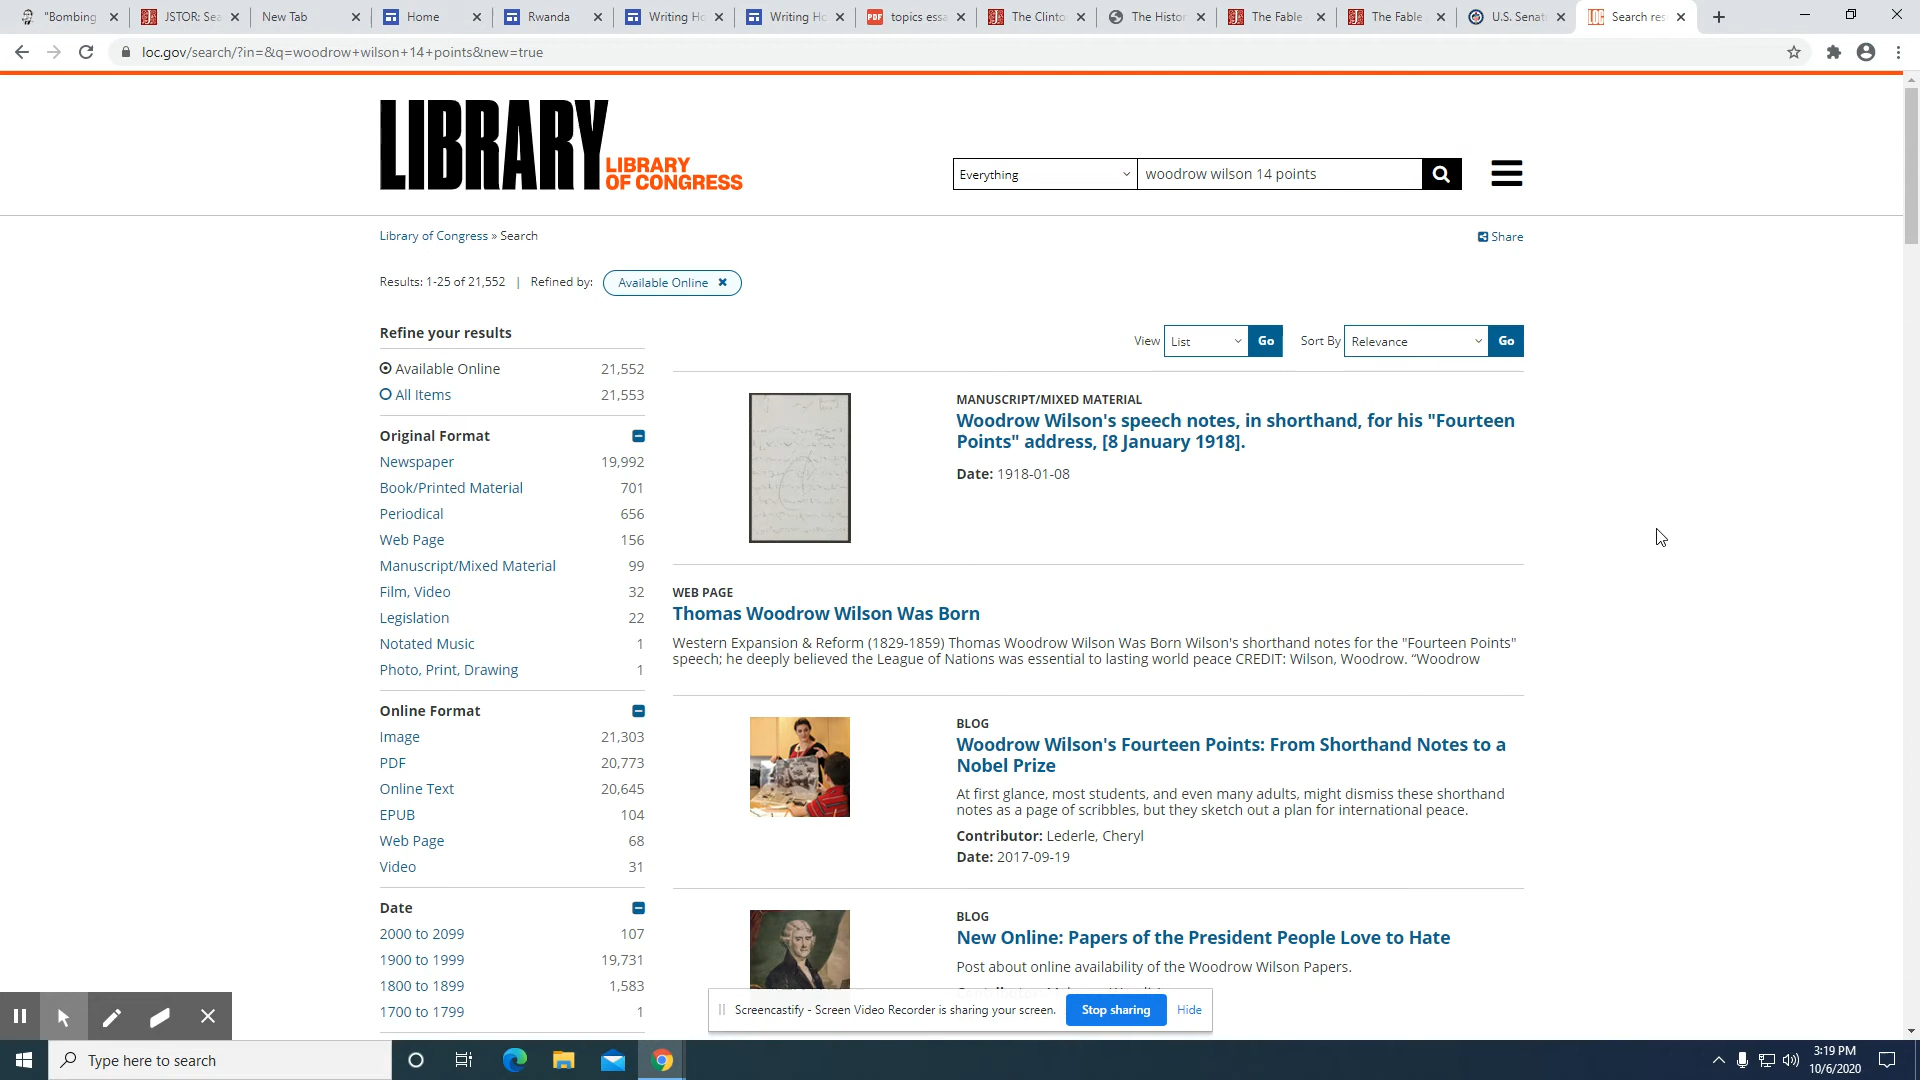 "Bombing
JSTOR: Sea
New Tab
Home
Rwanda
Writing Ho
Writing Ho
PDF
topics essa
The Clinto
The Histor
The Fable
The Fable
U.S. Senat
Search res
loc.gov/search/?in=&q=woodrow+wilson+14+points&new=true
LIBRARY
LIBRARY
OF CONGRESS
Everything
woodrow wilson 14 points
Library of Congress » Search
Share
Results: 1-25 of 21,552 | Refined by: Available Online
Refine your results
Available Online 21,552
All Items 21,553
Original Format
Newspaper 19,992
Book/Printed Material 701
Periodical 656
Web Page 156
Manuscript/Mixed Material 99
Film, Video 32
Legislation 22
Notated Music 1
Photo, Print, Drawing 1
Online Format
Image 21,303
PDF 20,773
Online Text 20,645
EPUB 104
Web Page 68
Video 31
Date
2000 to 2099 107
1900 to 1999 19,731
1800 to 1899 1,583
1700 to 1799 1
View List Go Sort By Relevance Go
MANUSCRIPT/MIXED MATERIAL
Woodrow Wilson's speech notes, in shorthand, for his "Fourteen
Points" address, [8 January 1918].
Date: 1918-01-08
WEB PAGE
Thomas Woodrow Wilson Was Born
Western Expansion & Reform (1829-1859) Thomas Woodrow Wilson Was Born Wilson's shorthand notes for the "Fourteen Points"
speech; he deeply believed the League of Nations was essential to lasting world peace CREDIT: Wilson, Woodrow. “Woodrow
BLOG
Woodrow Wilson's Fourteen Points: From Shorthand Notes to a
Nobel Prize
At first glance, most students, and even many adults, might dismiss these shorthand
notes as a page of scribbles, but they sketch out a plan for international peace.
Contributor: Lederle, Cheryl
Date: 2017-09-19
BLOG
New Online: Papers of the President People Love to Hate
Post about online availability of the Woodrow Wilson Papers.
Screencastify - Screen Video Recorder is sharing your screen.
Stop sharing
Hide
Type here to search
3:19 PM
10/6/2020